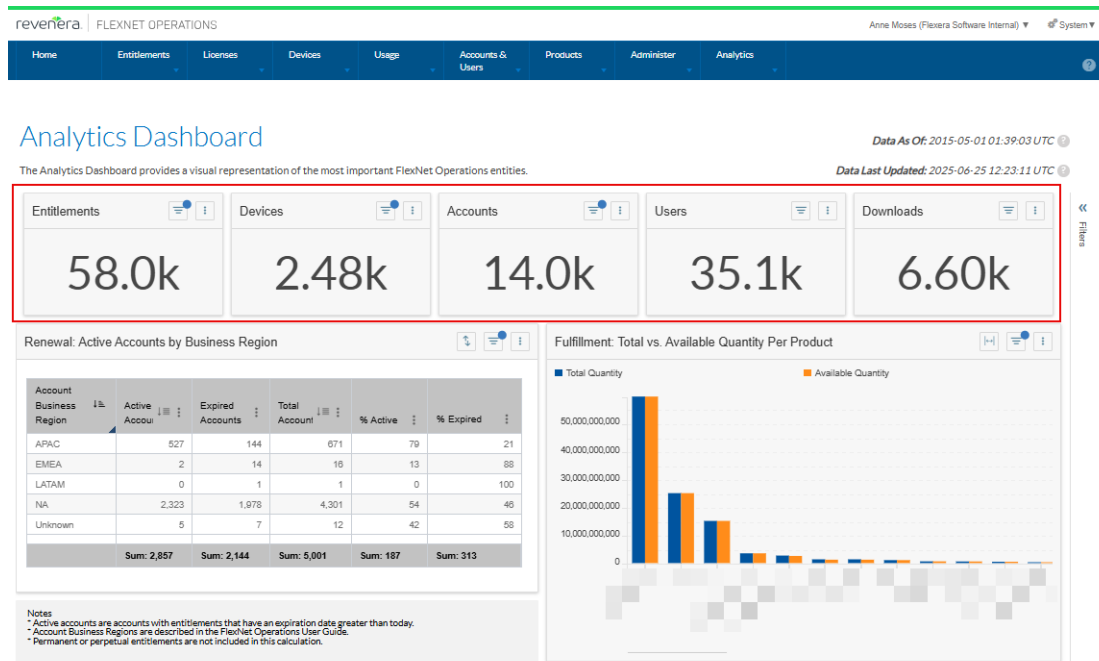 revenera. FLEXNET OPERATIONS
Anne Moses (Flexera Software Internal) ▼ System ▼
Home Entitlements Licenses Devices Usage Accounts & Users Products Administer Analytics
Analytics Dashboard
Data As Of: 2015-05-01 01:39:03 UTC
The Analytics Dashboard provides a visual representation of the most important FlexNet Operations entities.
Data Last Updated: 2025-06-25 12:23:11 UTC
Entitlements Devices Accounts Users Downloads
58.0k 2.48k 14.0k 35.1k 6.60k
Filters
Renewal: Active Accounts by Business Region
Fulfillment: Total vs. Available Quantity Per Product
Total Quantity Available Quantity
Account Business Region Active Accour Expired Accounts Total Account % Active % Expired
APAC 527 144 671 79 21
EMEA 2 14 16 13 88
LATAM 0 1 1 0 100
NA 2,323 1,978 4,301 54 46
Unknown 5 7 12 42 58
Sum: 2,857 Sum: 2,144 Sum: 5,001 Sum: 187 Sum: 313
50,000,000,000
40,000,000,000
30,000,000,000
20,000,000,000
10,000,000,000
0
Notes
* Active accounts are accounts with entitlements that have an expiration date greater than today.
* Account Business Regions are described in the FlexNet Operations User Guide.
* Permanent or perpetual entitlements are not included in this calculation.